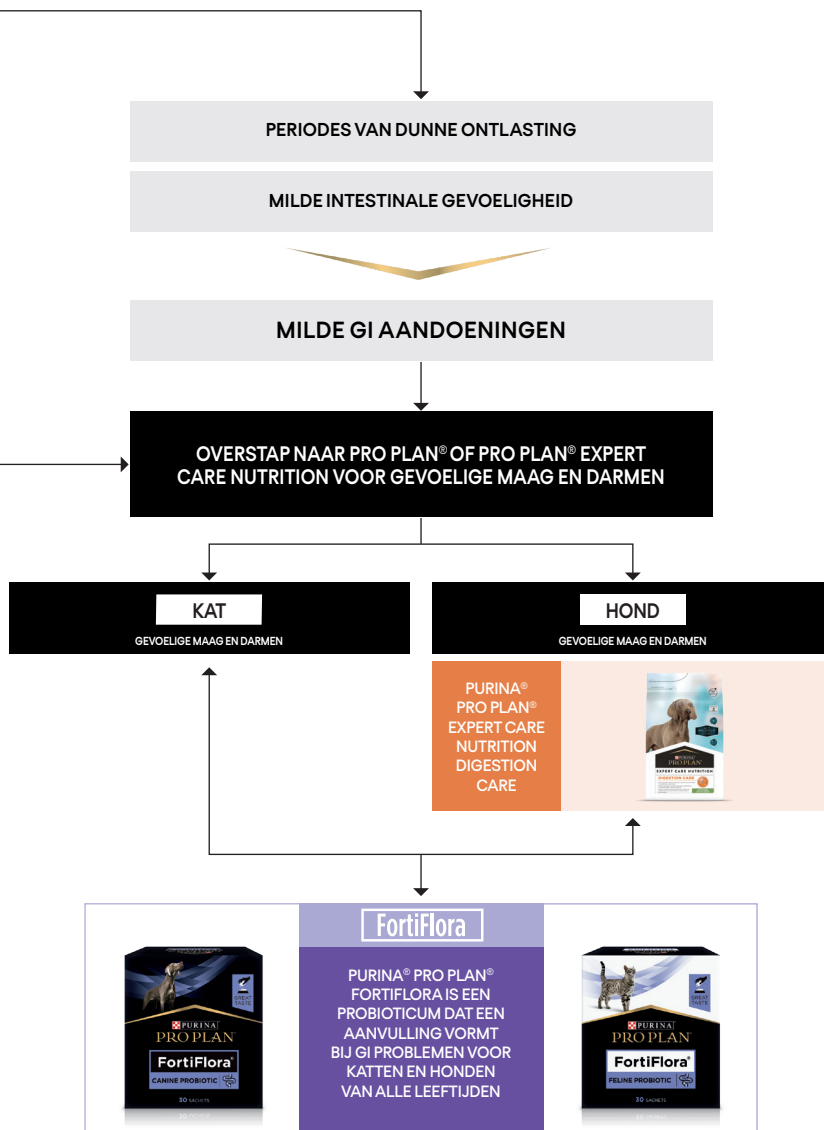 PERIODES VAN DUNNE ONTLASTING
MILDE INTESTINALE GEVOELIGHEID
MILDE GI AANDOENINGEN
OVERSTAP NAAR PRO PLAN® OF PRO PLAN® EXPERT
CARE NUTRITION VOOR GEVOELIGE MAAG EN DARMEN
KAT
GEVOELIGE MAAG EN DARMEN
HOND
GEVOELIGE MAAG EN DARMEN
PURINA®
PRO PLAN®
EXPERT CARE
NUTRITION
DIGESTION
CARE
PURINA
PRO PLAN
EXPERT CARE NUTRITION
DIGESTION CARE
FortiFlora
PURINA® PRO PLAN®
FORTIFLORA IS EEN
PROBIOTICUM DAT EEN
AANVULLING VORMT
BIJ GI PROBLEMEN VOOR
KATTEN EN HONDEN
VAN ALLE LEEFTIJDEN
GREAT
TASTE
PURINA
PRO PLAN
FortiFlora®
CANINE PROBIOTIC
30 SACHETS
GREAT
TASTE
PURINA
PRO PLAN
FortiFlora®
FELINE PROBIOTIC
30 SACHETS